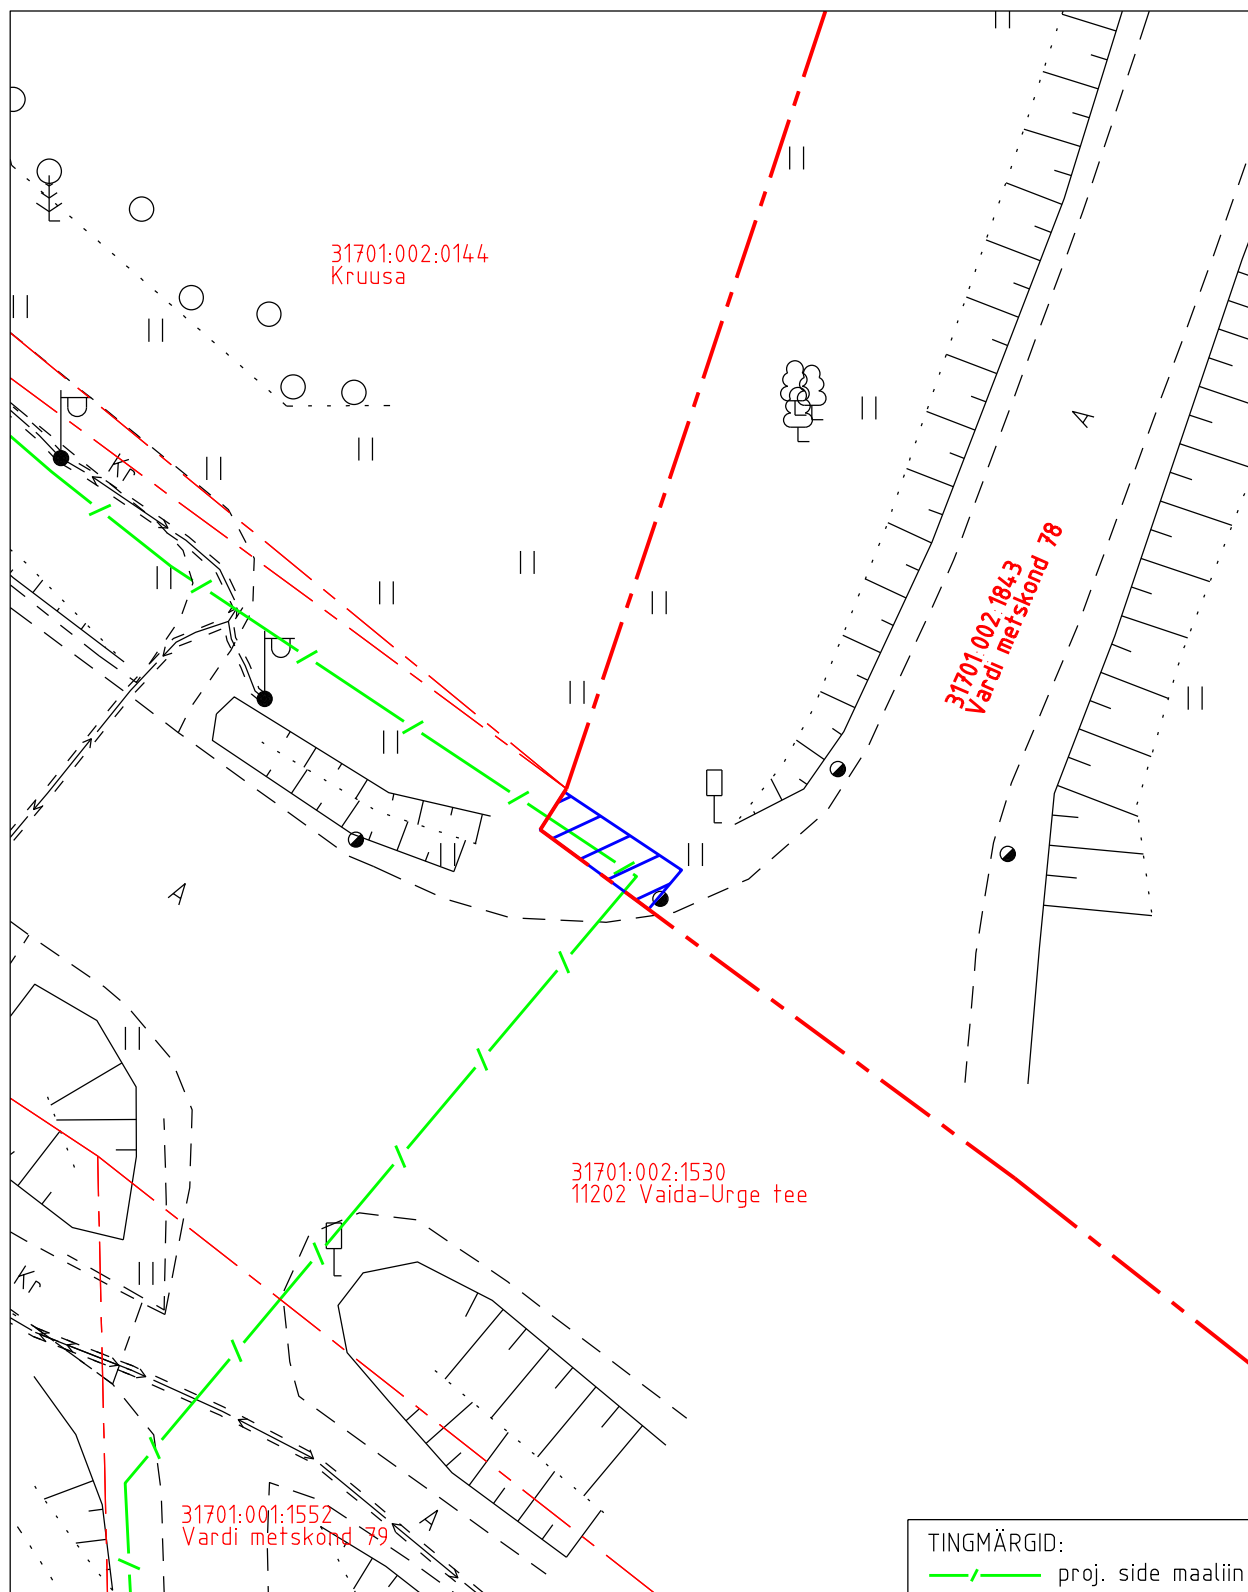 31701:002:0144
Kruusa
Kr
A
31701:002:1843
Vardi metskond 78
A
31701:002:1530
11202 Vaida-Urge tee
Kr
31701:001:1552
Vardi metskond 79
A
TINGMÄRGID:
proj. side maaliin